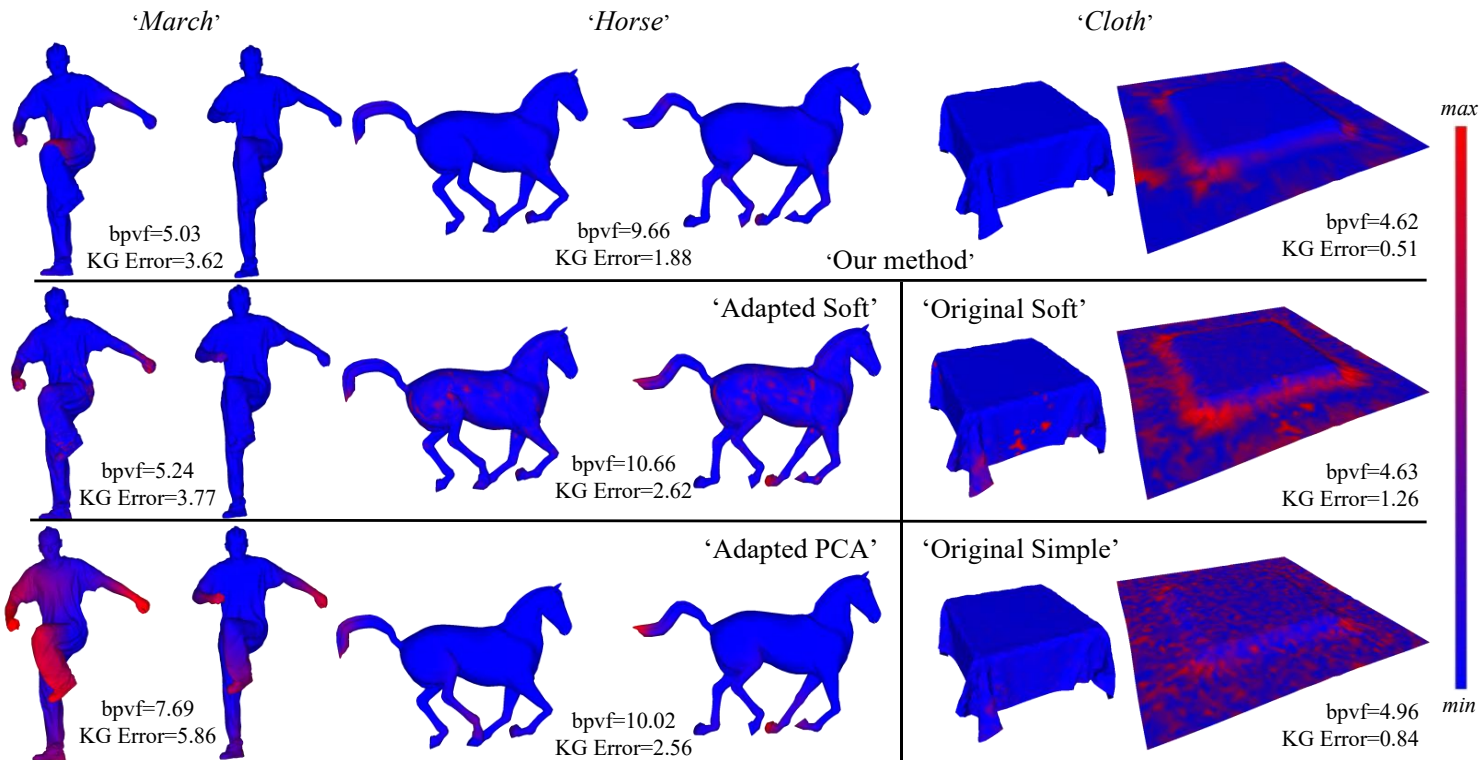 ‘March’
‘Horse’
‘Cloth’
max
bpvf=5.03
KG Error=3.62
bpvf=9.66
KG Error=1.88
bpvf=4.62
KG Error=0.51
‘Our method’
‘Adapted Soft’
‘Original Soft’
bpvf=5.24
KG Error=3.77
bpvf=10.66
KG Error=2.62
bpvf=4.63
KG Error=1.26
‘Adapted PCA’
‘Original Simple’
bpvf=7.69
KG Error=5.86
bpvf=10.02
KG Error=2.56
bpvf=4.96
KG Error=0.84
min